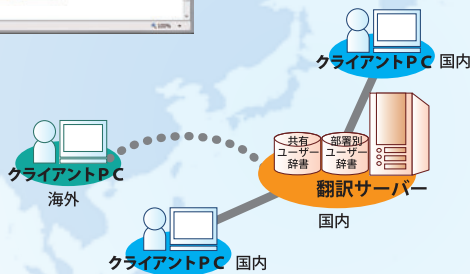 100%
クライアントPC 国内
共有
ユーザー
辞書
部署別
ユーザー
辞書
翻訳サーバー
国内
クライアントPC
海外
クライアントPC 国内